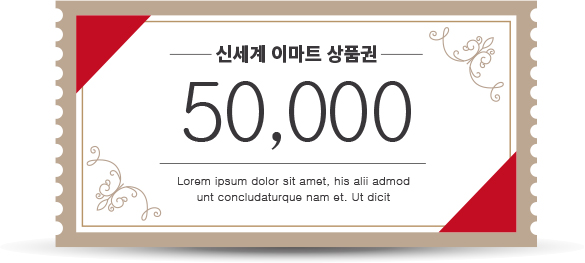 신세계 이마트 상품권
50,000
Lorem ipsum dolor sit amet, his alii admod
unt concludaturque nam et. Ut dicit